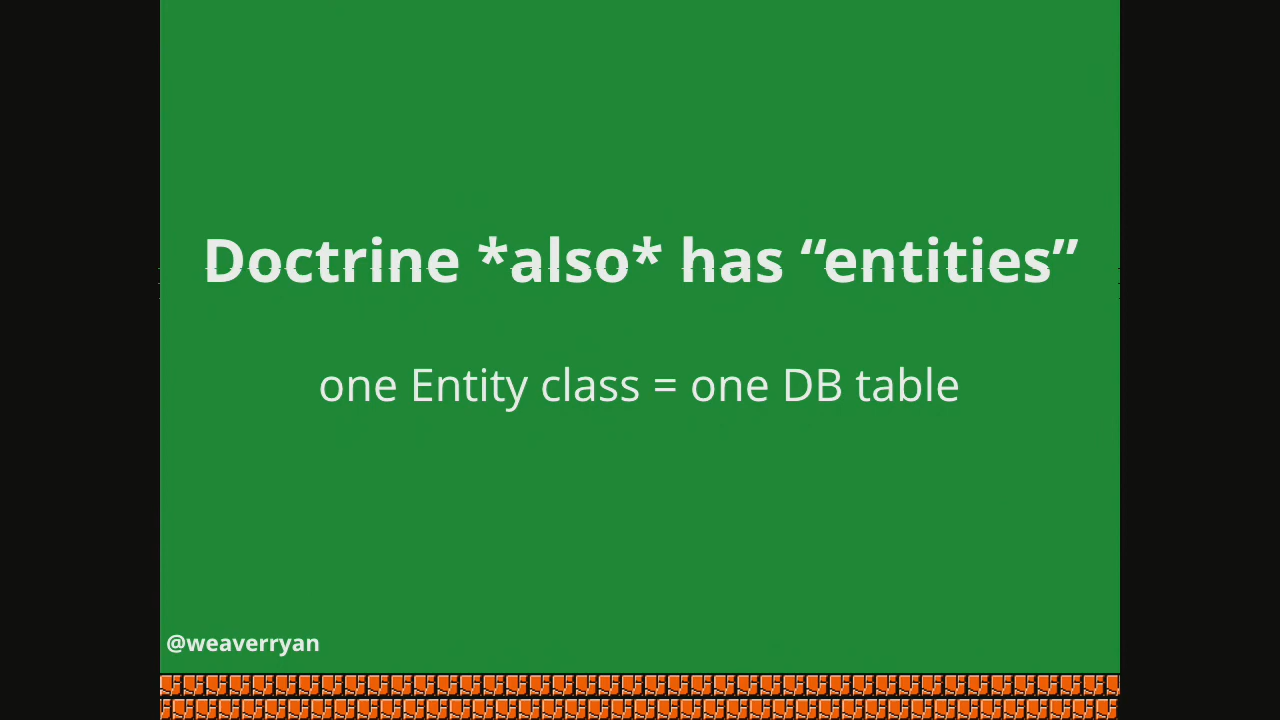 Doctrine *also* has “entities”
one Entity class = one DB table
@weaverryan